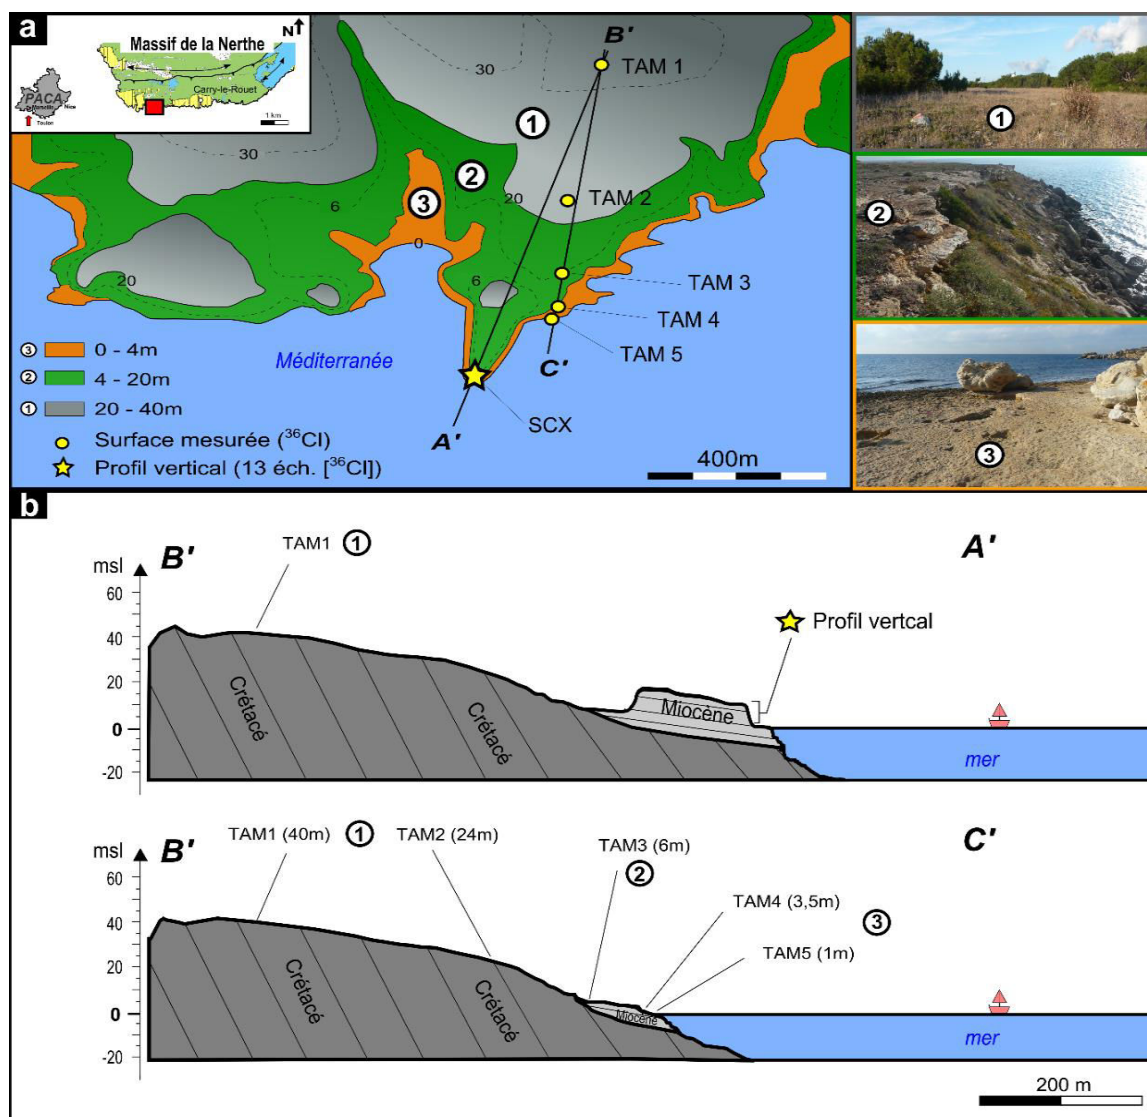 a
Massif de la Nerthe
N
PACA
Marseille
Nice
Toulon
Carry-le-Rouet
1 km
B'
TAM 1
30
30
1
2
3
TAM 2
20
6
0
6
20
TAM 3
TAM 4
TAM 5
C'
SCX
A'
Méditerranée
3 0 - 4m
2 4 - 20m
1 20 - 40m
Surface mesurée (³⁶Cl)
Profil vertical (13 éch. [³⁶Cl])
400m
1
2
3
b
B'
A'
TAM1 1
msl
60
40
20
0
-20
Profil vertcal
Crétacé
Crétacé
Miocène
mer
B'
C'
TAM1 (40m) 1
TAM2 (24m)
TAM3 (6m)
2
TAM4 (3,5m)
3
TAM5 (1m)
msl
60
40
20
0
-20
Crétacé
Crétacé
Miocène
mer
200 m